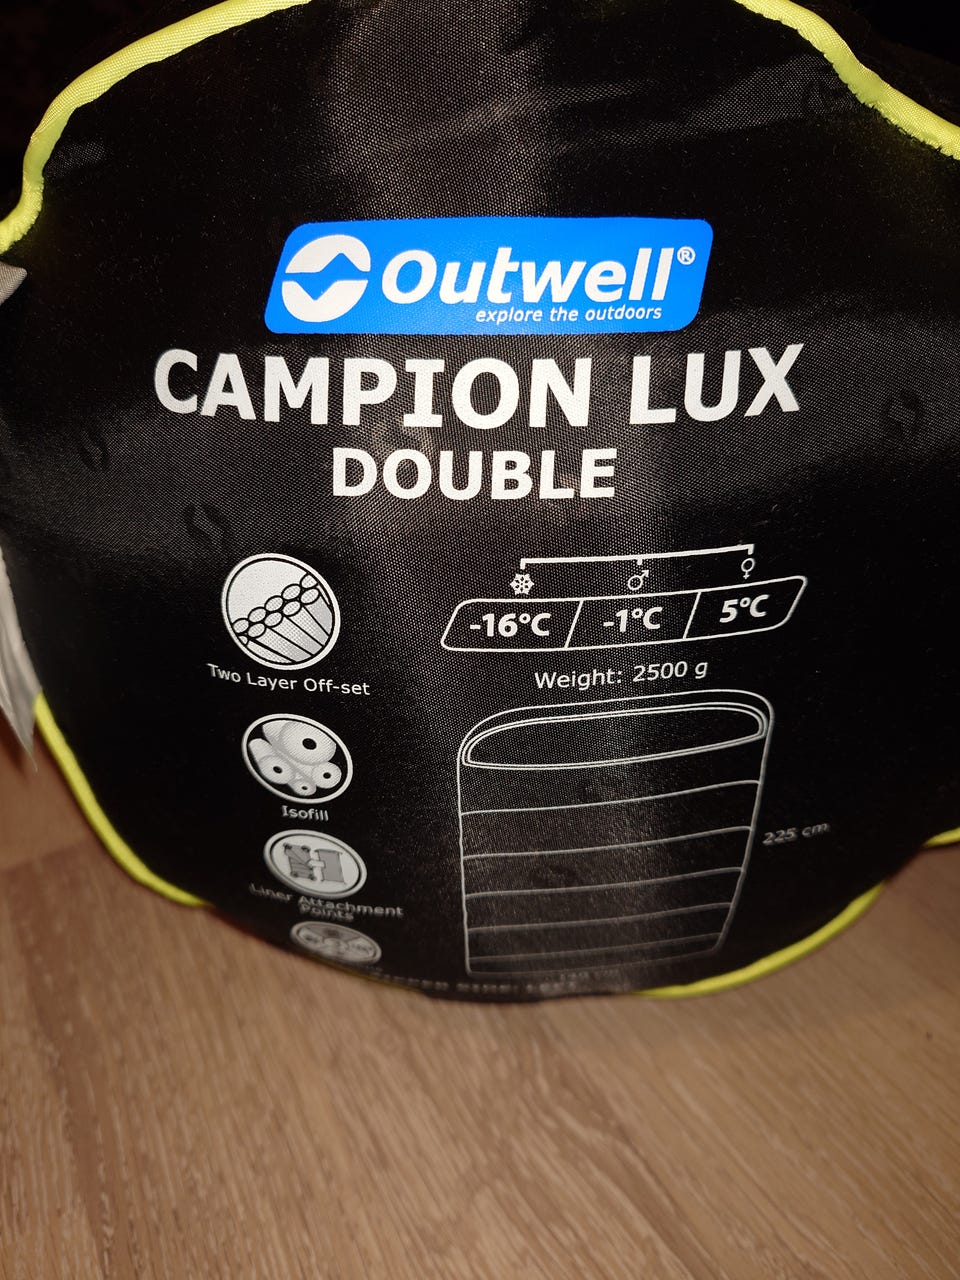 Outwell®
explore the outdoors
CAMPION LUX
DOUBLE
-16°C -1°C 5°C
Weight: 2500 g
Two Layer Off-set
Isofill
225 cm
Liner Attachment
Points